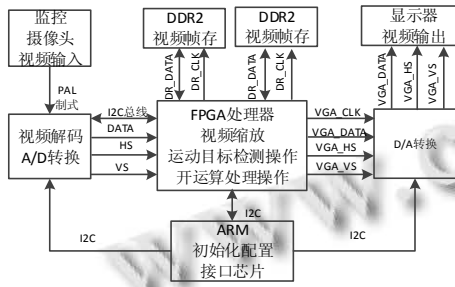 监控
摄像头
视频输入
DDR2
视频帧存
DDR2
视频帧存
显示器
视频输出
DR_DATA
DR_CLK
DR_DATA
DR_CLK
VGA_DATA
VGA_HS
VGA_VS
PAL
制式
视频解码
A/D转换
I2C总线
DATA
HS
VS
FPGA处理器
视频缩放
运动目标检测操作
开运算处理操作
VGA_CLK
VGA_DATA
VGA_HS
VGA_VS
D/A转换
I2C
I2C
ARM
初始化配置
接口芯片
I2C